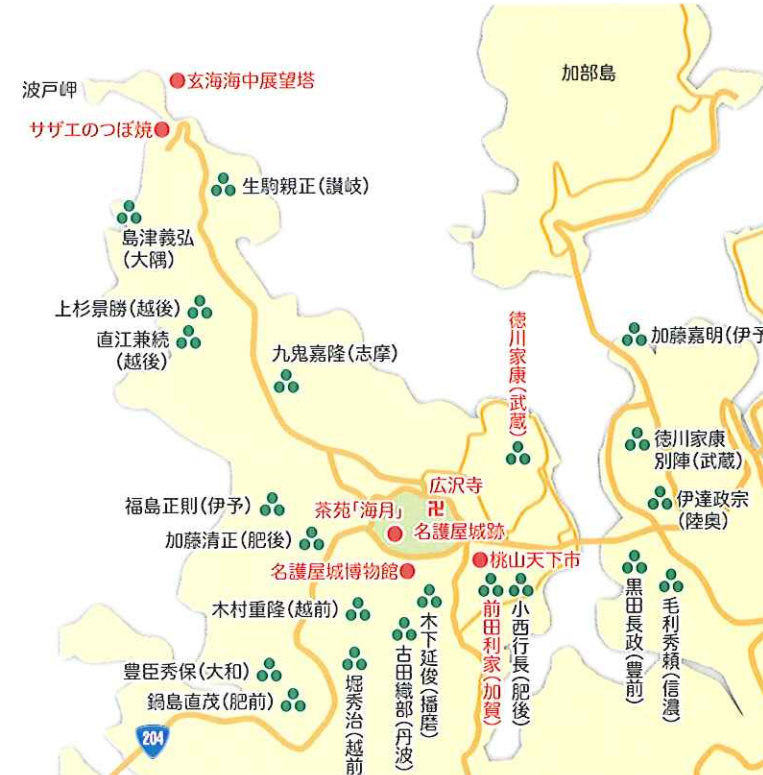 加部島
玄海海中展望塔
波戸岬
サザエのつぼ焼
生駒親正(讃岐)
島津義弘
(大隅)
上杉景勝(越後)
直江兼続
(越後)
九鬼嘉隆(志摩)
徳川家康(武蔵)
加藤嘉明(伊予
徳川家康
別陣(武蔵)
伊達政宗
(陸奥)
広沢寺
卍
福島正則(伊予)
茶苑「海月」
名護屋城跡
加藤清正(肥後)
名護屋城博物館
桃山天下市
木村重隆(越前)
豊臣秀保(大和)
鍋島直茂(肥前)
堀秀治(越前
古田織部(丹波)
木下延俊(播磨)
前田利家(加賀)
小西行長(肥後)
黒田長政(豊前)
毛利秀頼(信濃)
204